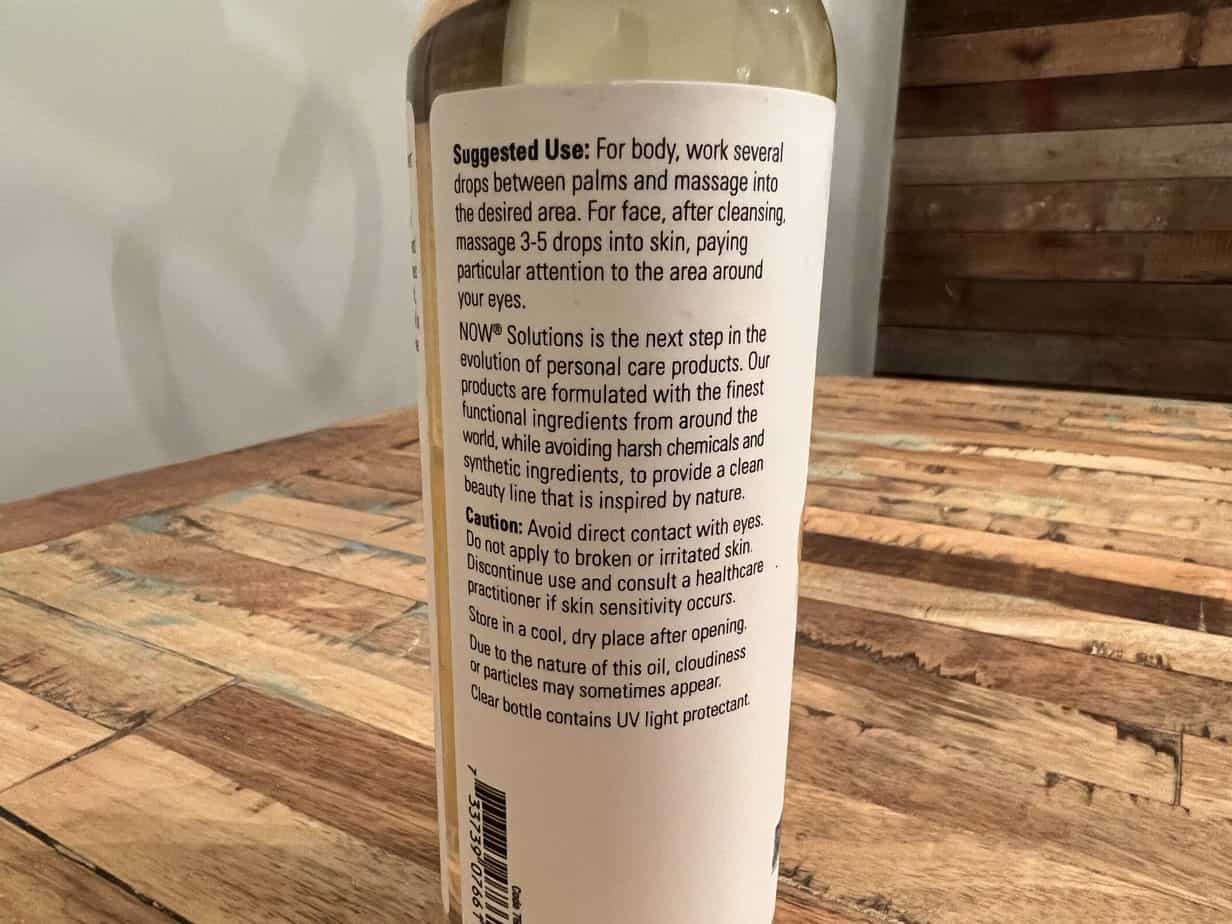 Suggested Use: For body, work several
drops between palms and massage into
the desired area. For face, after cleansing,
massage 3-5 drops into skin, paying
particular attention to the area around
your eyes.
NOW® Solutions is the next step in the
evolution of personal care products. Our
products are formulated with the finest
functional ingredients from around the
world, while avoiding harsh chemicals and
synthetic ingredients, to provide a clean
beauty line that is inspired by nature.
Caution: Avoid direct contact with eyes.
Do not apply to broken or irritated skin.
Discontinue use and consult a healthcare
practitioner if skin sensitivity occurs.
Store in a cool, dry place after opening.
Due to the nature of this oil, cloudiness
or particles may sometimes appear.
Clear bottle contains UV light protectant.
7 33739 0766
Code